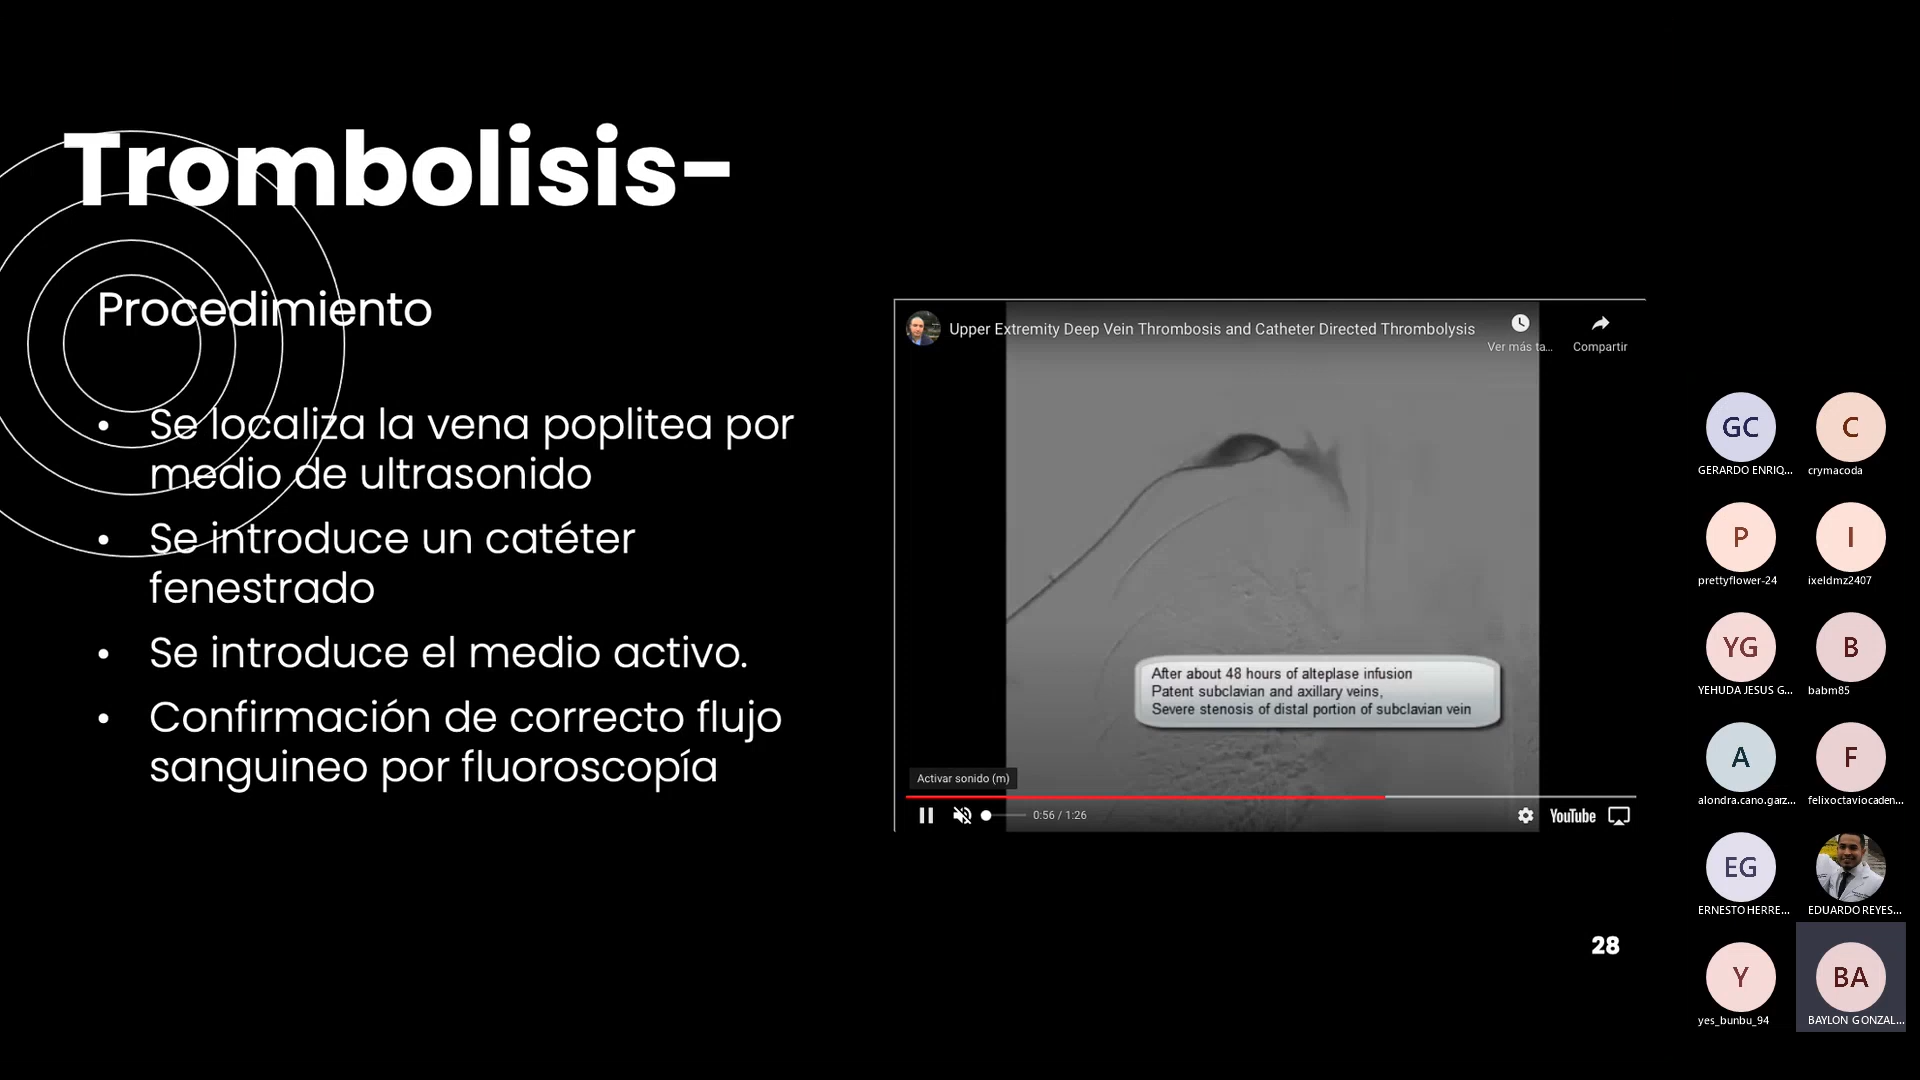 Trombolisis-
Procedimiento
• Se localiza la vena poplitea por
medio de ultrasonido
• Se introduce un catéter
fenestrado
• Se introduce el medio activo.
• Confirmación de correcto flujo
sanguineo por fluoroscopía
Upper Extremity Deep Vein Thrombosis and Catheter Directed Thrombolysis
Ver más ta...
Compartir
After about 48 hours of alteplase infusion
Patent subclavian and axillary veins,
Severe stenosis of distal portion of subclavian vein
Activar sonido (m)
0:56 / 1:26
YouTube
28
GC
GERARDO ENRIQ...
C
crymacoda
P
prettyflower-24
I
ixeldmz2407
YG
YEHUDA JESUS G...
B
babm85
A
alondra.cano.garz...
F
felixoctaviocaden...
EG
ERNESTO HERRE...
EDUARDO REYES...
Y
yes_bunbu_94
BA
BAYLON GONZAL...